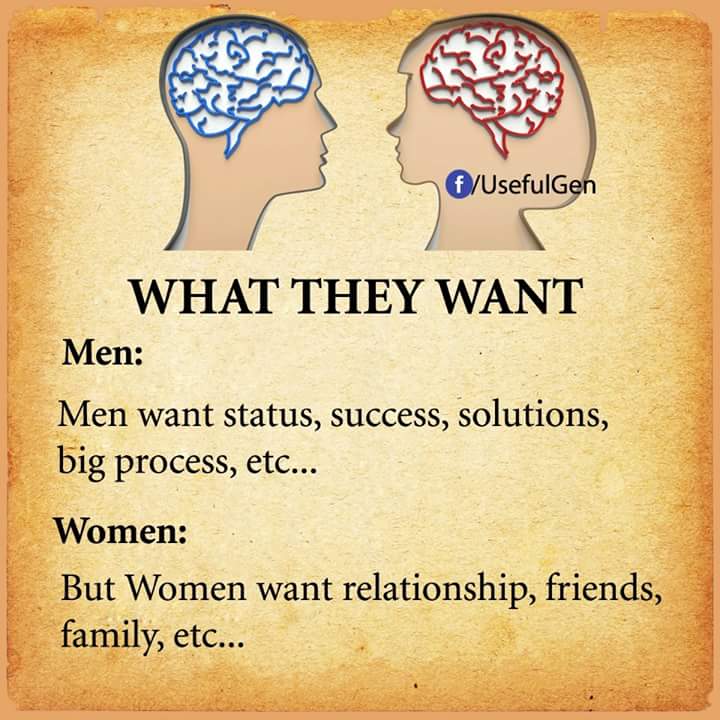 f/UsefulGen
WHAT THEY WANT
Men:
Men want status, success, solutions,
big process, etc...
Women:
But Women want relationship, friends,
family, etc...